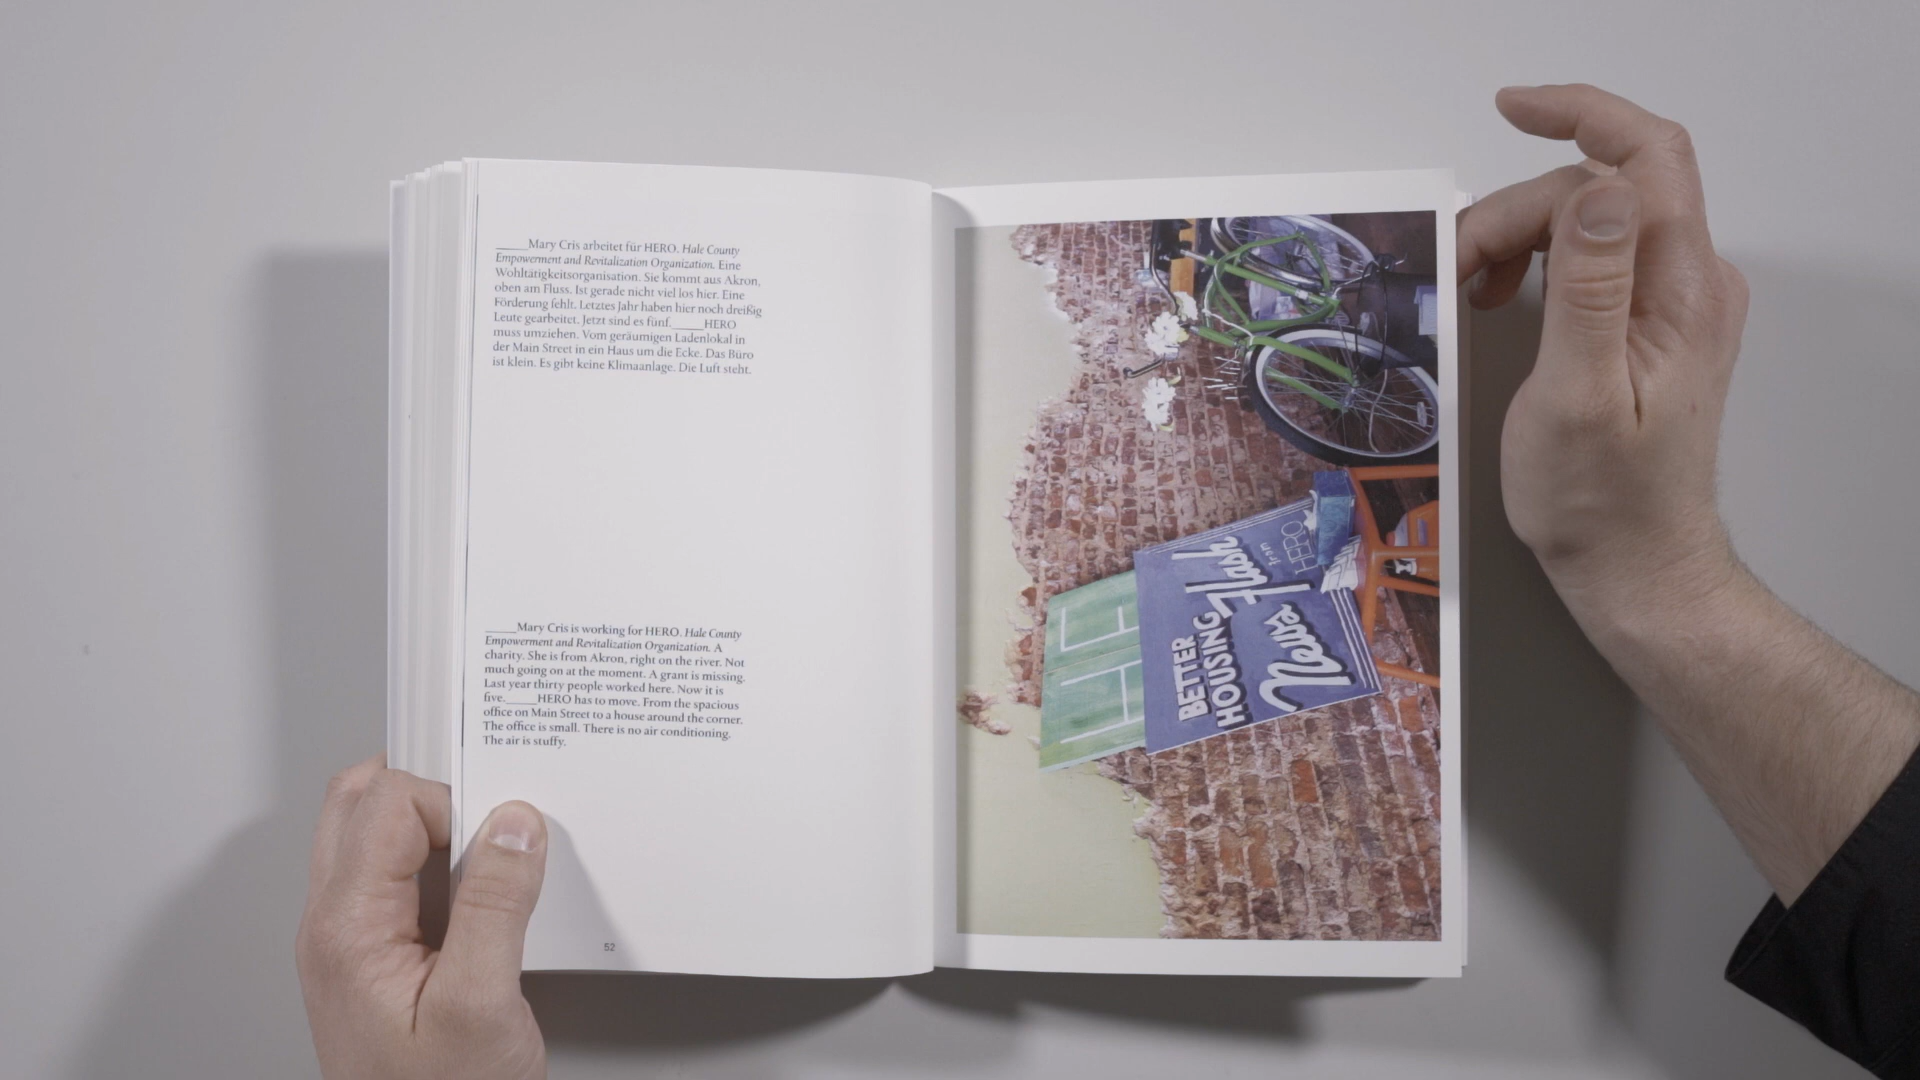 _____Mary Cris arbeitet für HERO. Hale County
Empowerment and Revitalization Organization. Eine
Wohltätigkeitsorganisation. Sie kommt aus Akron,
oben am Fluss. Ist gerade nicht viel los hier. Eine
Förderung fehlt. Letztes Jahr haben hier noch dreißig
Leute gearbeitet. Jetzt sind es fünf._____HERO
muss umziehen. Vom geräumigen Ladenlokal in
der Main Street in ein Haus um die Ecke. Das Büro
ist klein. Es gibt keine Klimaanlage. Die Luft steht.
_____Mary Cris is working for HERO. Hale County
Empowerment and Revitalization Organization. A
charity. She is from Akron, right on the river. Not
much going on at the moment. A grant is missing.
Last year thirty people worked here. Now it is
five._____HERO has to move. From the spacious
office on Main Street to a house around the corner.
The office is small. There is no air conditioning.
The air is stuffy.
52
BETTER
HOUSING
News Flash
from
HERO